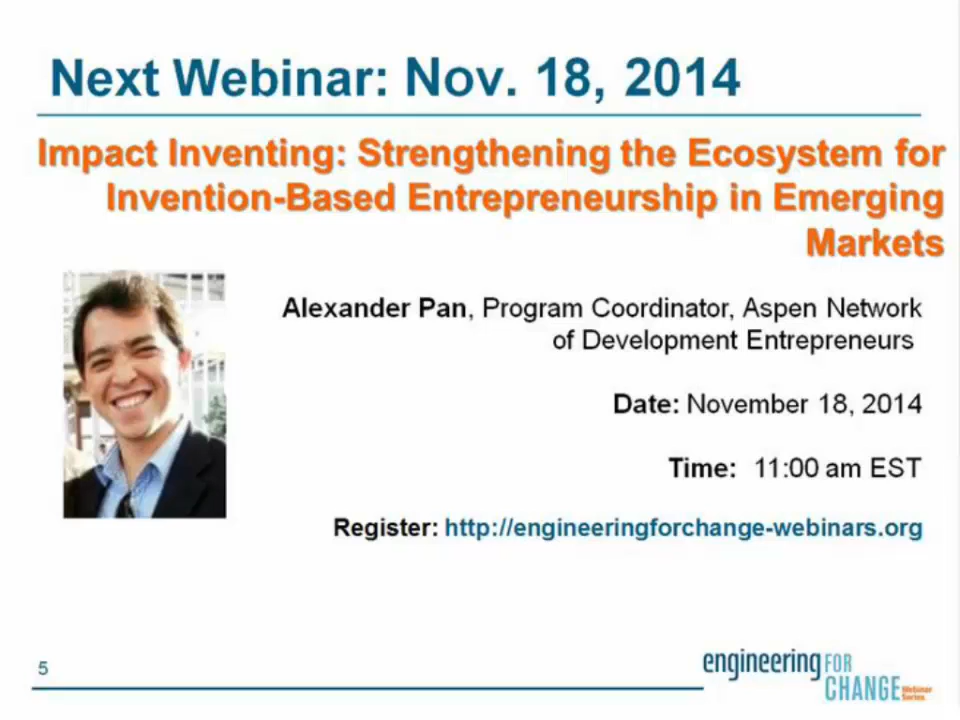 Next Webinar: Nov. 18, 2014
Impact Inventing: Strengthening the Ecosystem for
Invention-Based Entrepreneurship in Emerging
Markets
Alexander Pan, Program Coordinator, Aspen Network
of Development Entrepreneurs
Date: November 18, 2014
Time: 11:00 am EST
Register: http://engineeringforchange-webinars.org
5
engineering FOR
CHANGE Webinar
Series